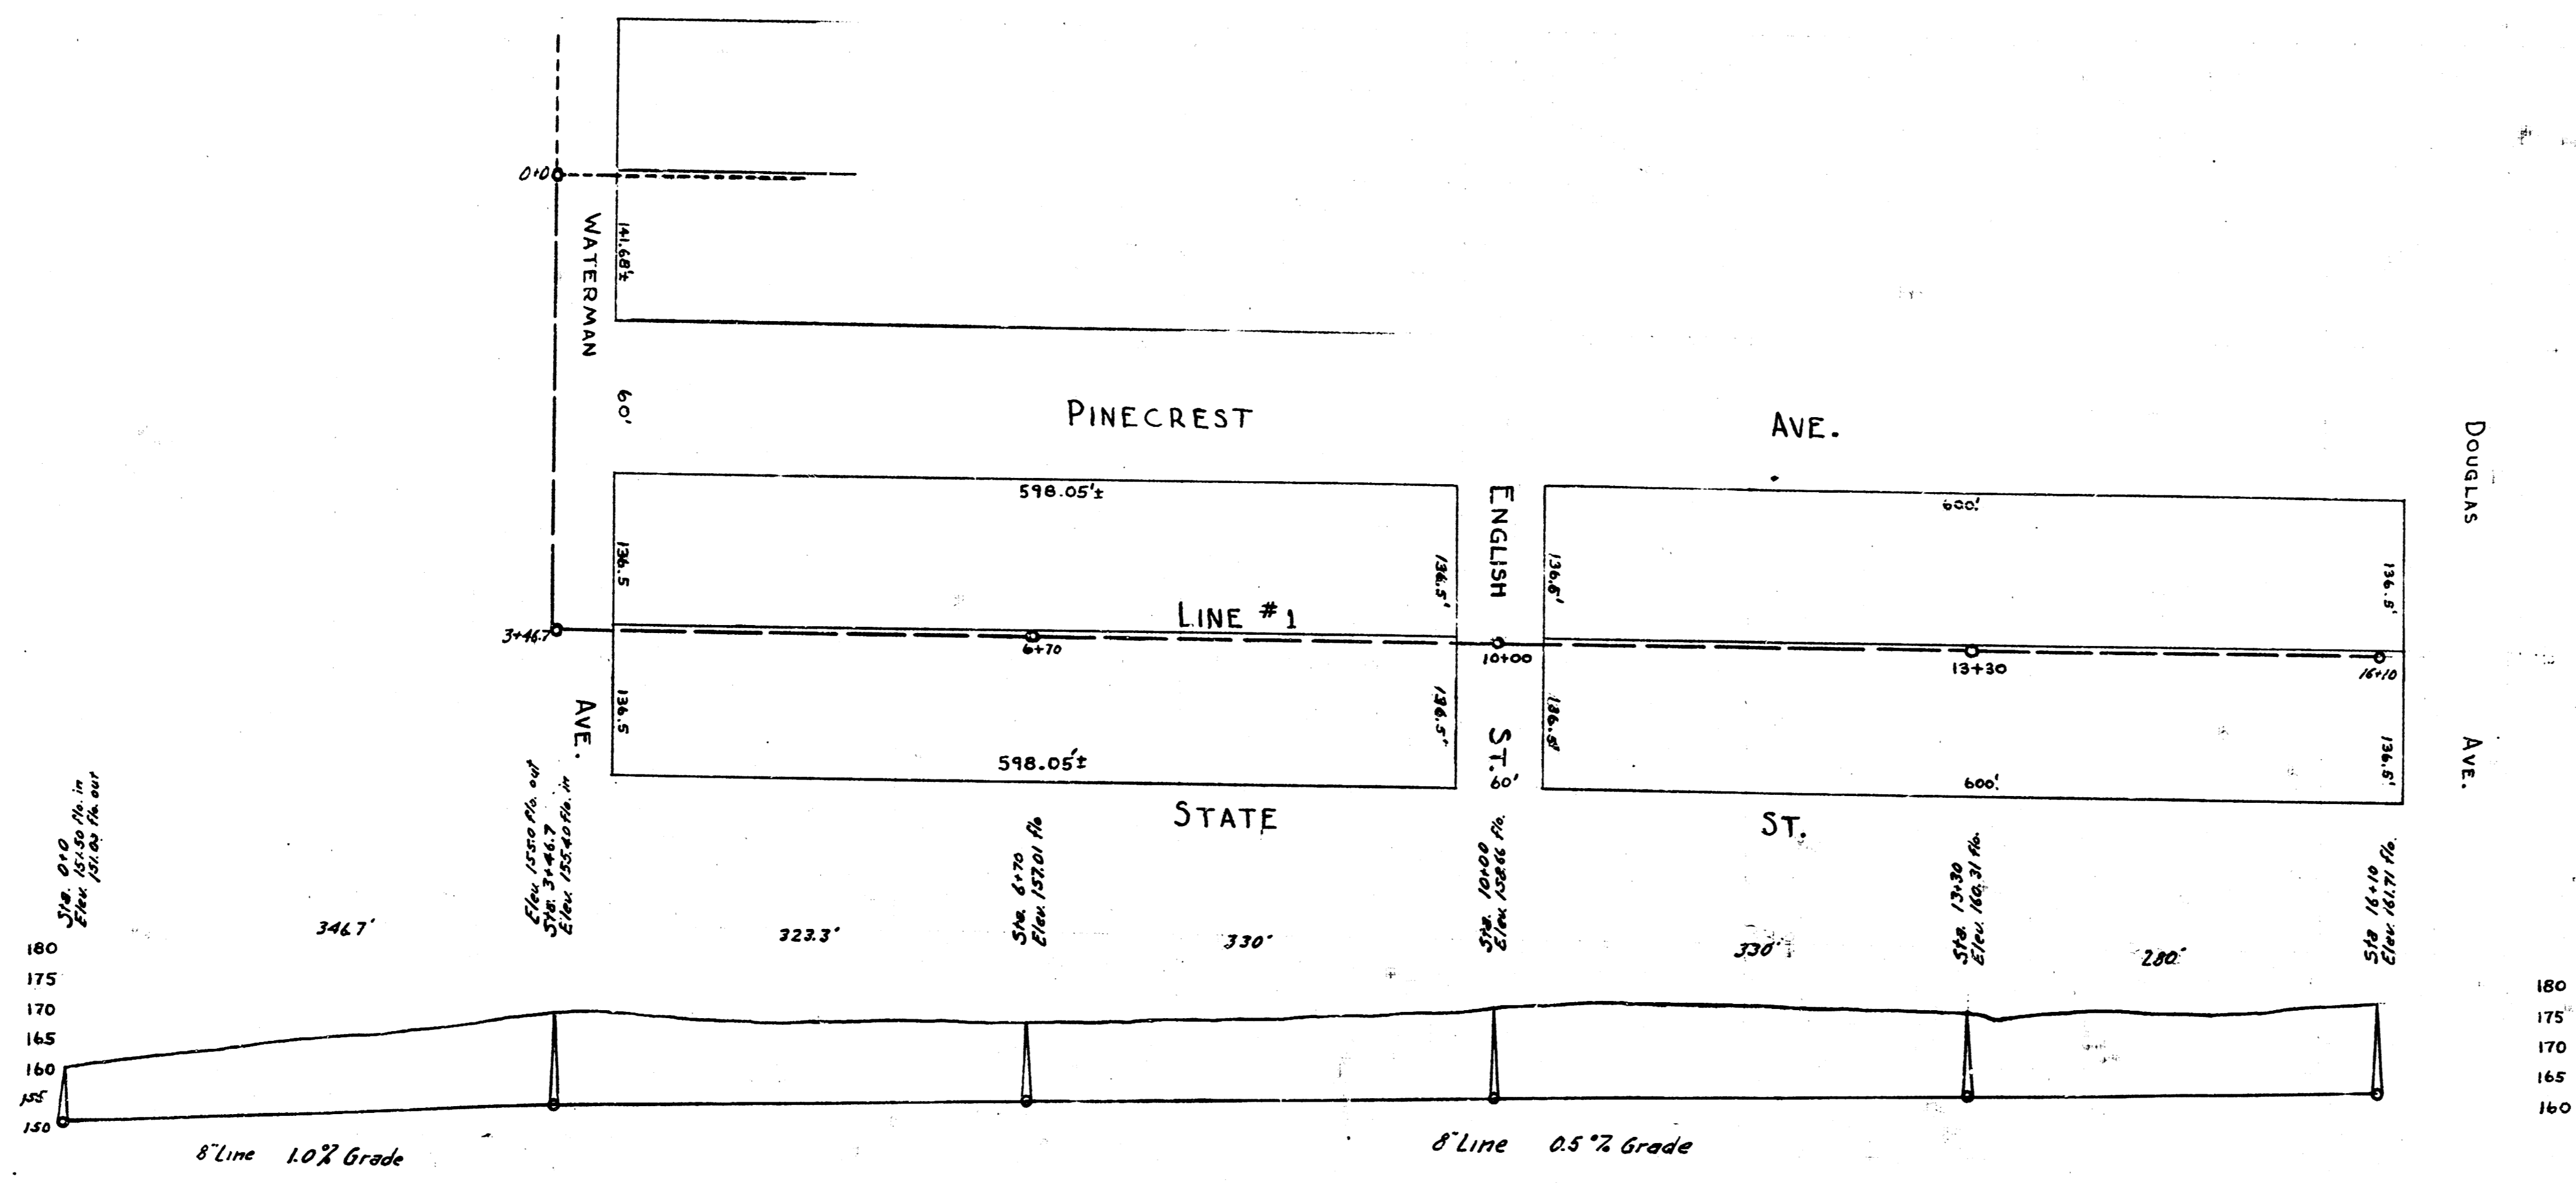 0+0
WATERMAN
141.68'±
60'
PINECREST AVE.
DOUGLAS
598.05'±
ENGLISH
600'
136.5
136.5'
136.5'
136.5'
LINE #1
3+46.7
6+70
10+00
13+30
16+10
AVE.
136.5
136.5'
ST.
136.5'
136.5'
AVE.
598.05'±
60'
600'
STATE ST.
Sta. 0+0
Elev. 151.50 Flo. in
151.02 Flo. out
Elev. 155.0 Flo. out
Sta. 3+46.7
Elev. 155.40 Flo. in
Sta. 6+70
Elev. 157.01 Flo
Sta. 10+00
Elev. 158.66 Flo.
Sta. 13+30
Elev. 160.31 Flo.
Sta 16+10
Elev. 161.71 Flo.
346.7'
323.3'
330'
330'
280'
180
175
170
165
160
155
150
180
175
170
165
160
8" Line 1.0% Grade
8" Line 0.5% Grade